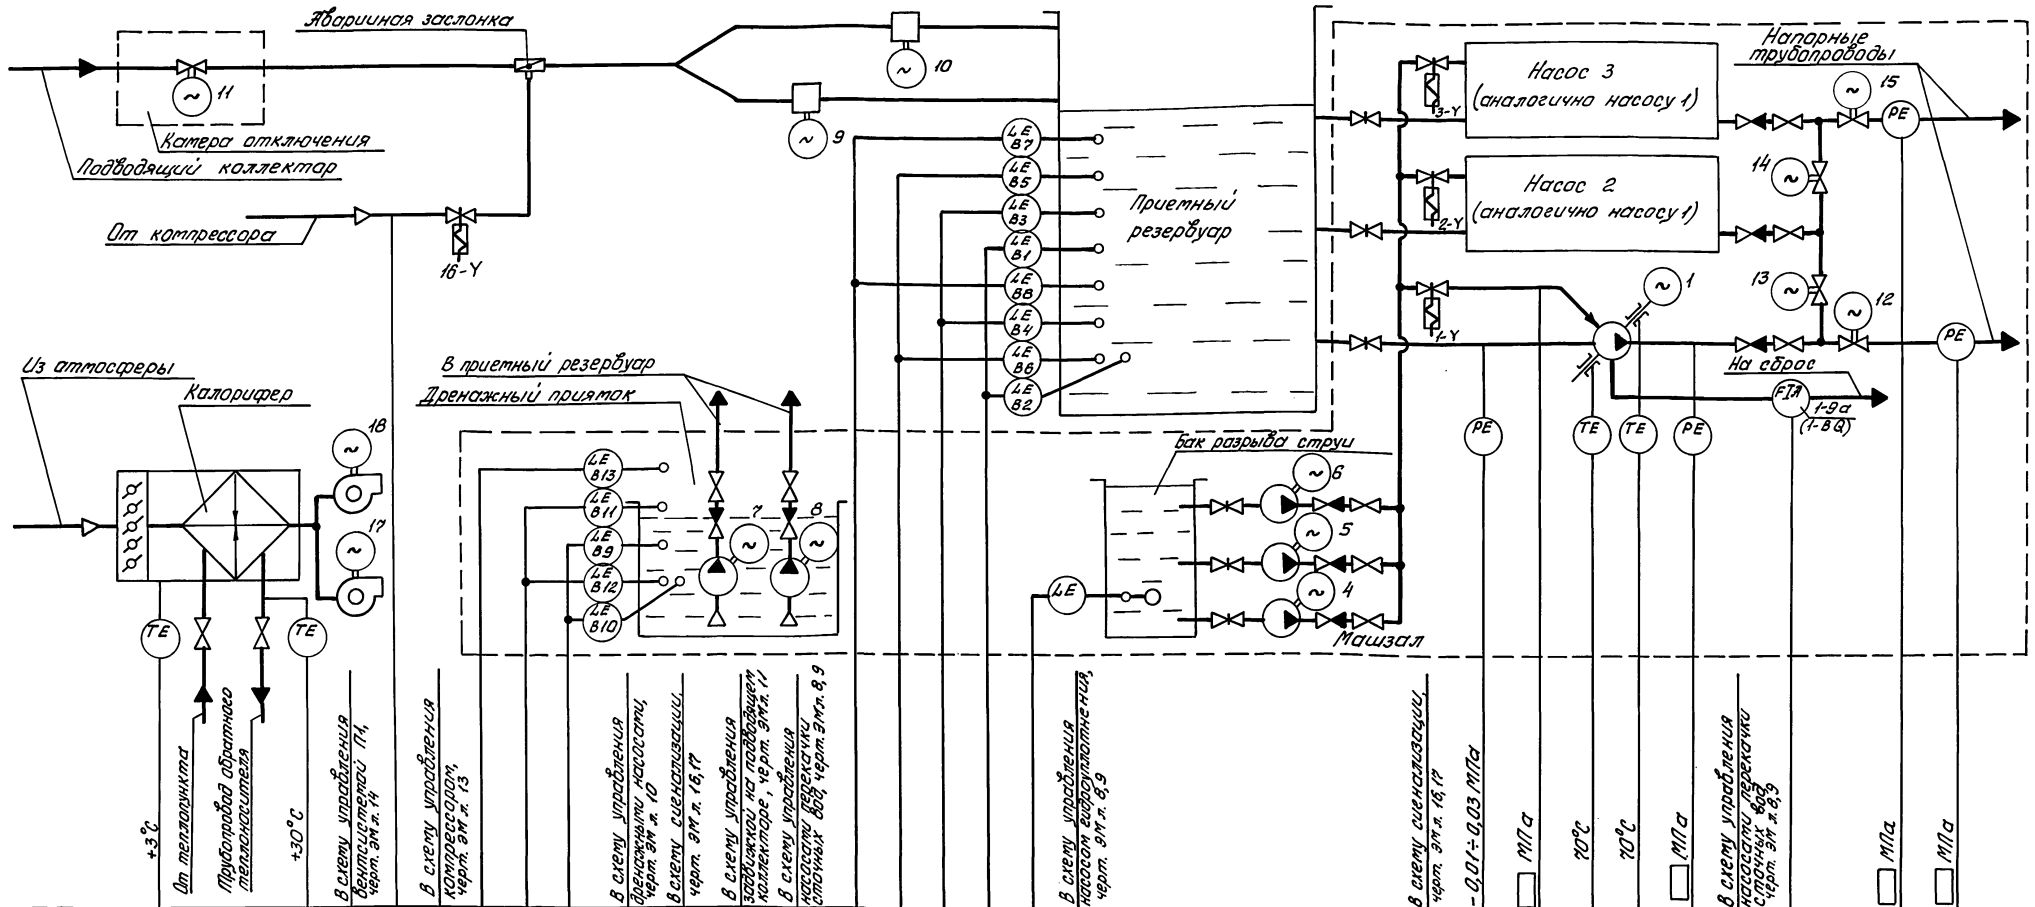 Аварийная заслонка
11
Камера отключения
Подводящий коллектор
10
9
От компрессора
16-Y
LE B7
LE B5
LE B3
LE B1
LE B8
LE B4
LE B6
LE B2
Приемный
резервуар
Насос 3
(аналогично насосу 1)
3-Y
Насос 2
(аналогично насосу 1)
2-Y
1-Y
1
Напорные
трубопроводы
15
PE
14
13
12
PE
На сброс
FIA
1-9а
(1-BQ)
PE
TE
TE
PE
Из атмосферы
Калорифер
18
17
TE
TE
В приемный резервуар
Дренажный приямок
LE B13
LE B11
LE B9
LE B12
LE B10
7
8
Бак разрыва струи
6
5
4
LE
Машзал
+3°С
От теплопункта
Трубопровод обратного
теплоносителя
+30°С
В схему управления
вентсистемой П1,
черт. ЭМ л. 14
В схему управления
компрессором,
черт. ЭМ л. 13
В схему управления
дренажными насосами,
черт. ЭМ л. 10
В схему сигнализации,
черт. ЭМ л. 16,17
В схему управления
задвижкой на подводящем
коллекторе, черт. ЭМ л. 11
В схему управления
насосами перекачки
сточных вод, черт. ЭМ л. 8,9
В схему управления
насосом гидроуплотнения,
черт. ЭМ л. 8,9
В схему сигнализации,
черт. ЭМ л. 16,17
- 0,01 ÷ 0,03 МПа
МПа
70°С
70°С
МПа
В схему управления
насосами перекачки
сточных вод,
черт. ЭМ л. 8,9
МПа
МПа